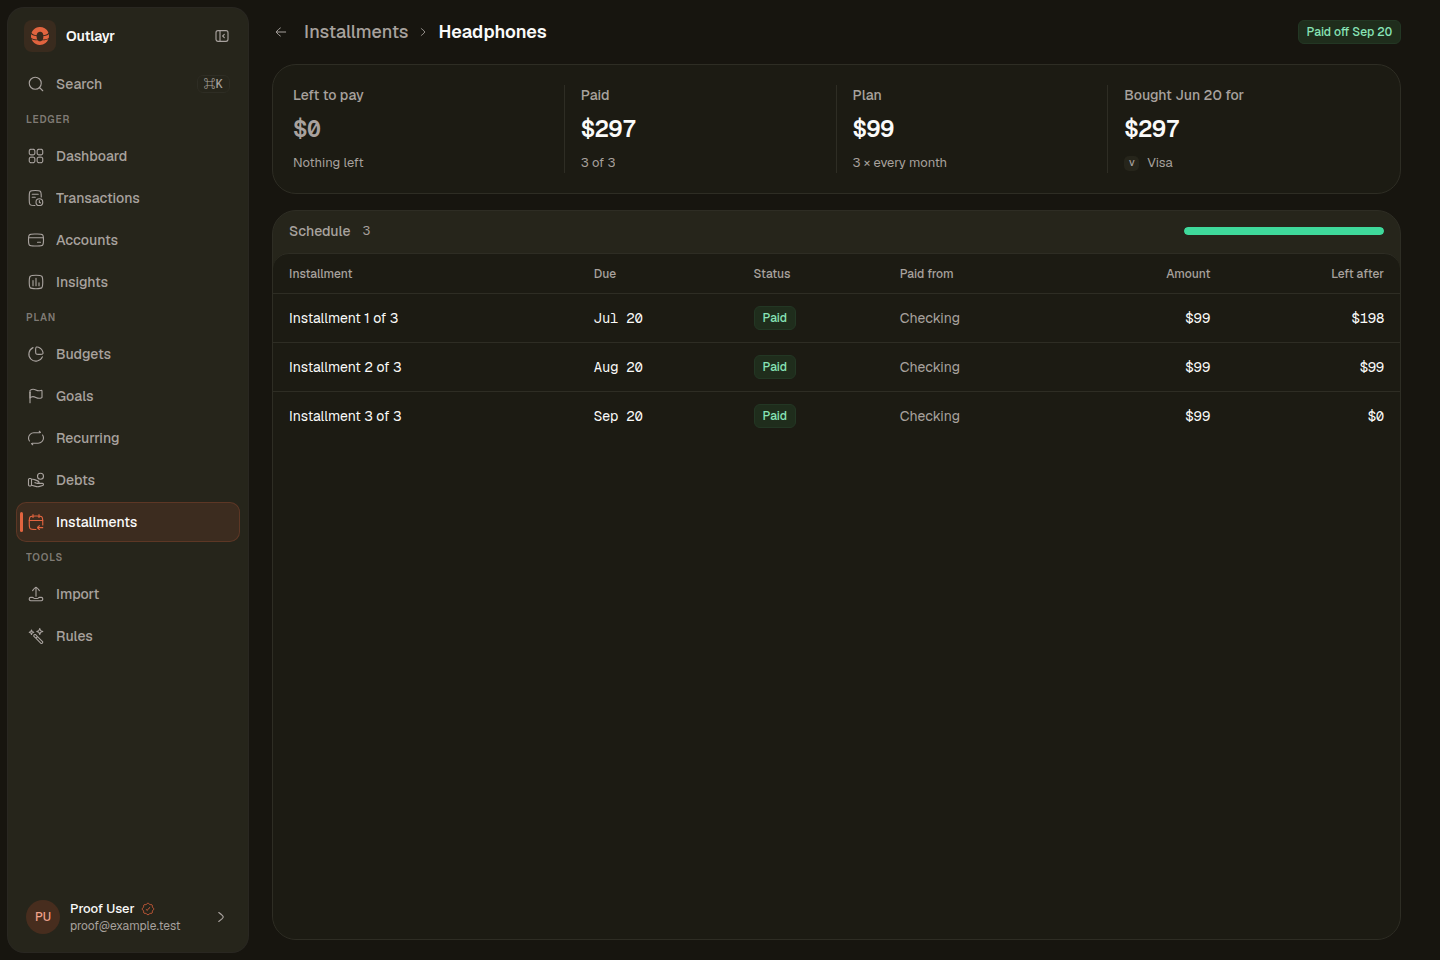 Outlayr
Search ⌘K
LEDGER
Dashboard
Transactions
Accounts
Insights
PLAN
Budgets
Goals
Recurring
Debts
Installments
TOOLS
Import
Rules
PU Proof User
proof@example.test
Installments > Headphones
Paid off Sep 20
Left to pay
$0
Nothing left
Paid
$297
3 of 3
Plan
$99
3 × every month
Bought Jun 20 for
$297
V Visa
Schedule 3
Installment Due Status Paid from Amount Left after
Installment 1 of 3 Jul 20 Paid Checking $99 $198
Installment 2 of 3 Aug 20 Paid Checking $99 $99
Installment 3 of 3 Sep 20 Paid Checking $99 $0